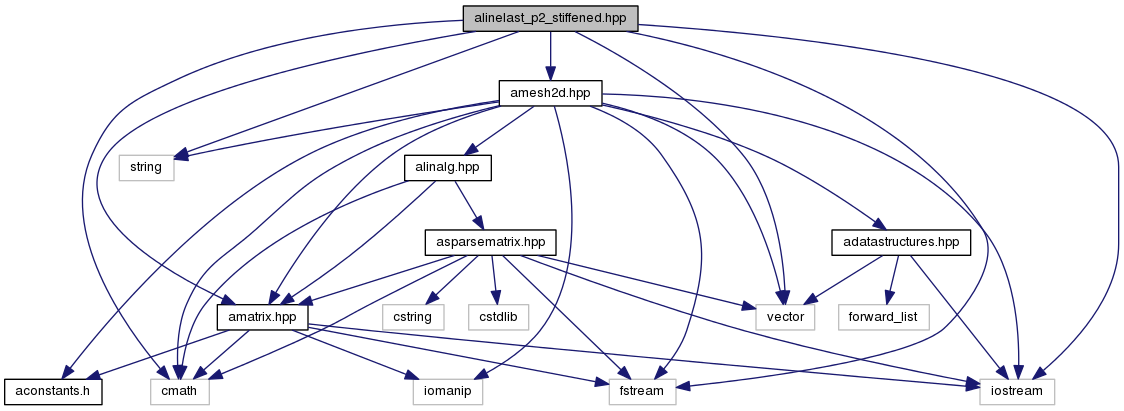 alinelast_p2_stiffened.hpp
amesh2d.hpp
string
alinalg.hpp
asparsematrix.hpp
adatastructures.hpp
amatrix.hpp
cstring
cstdlib
vector
forward_list
aconstants.h
cmath
iomanip
fstream
iostream